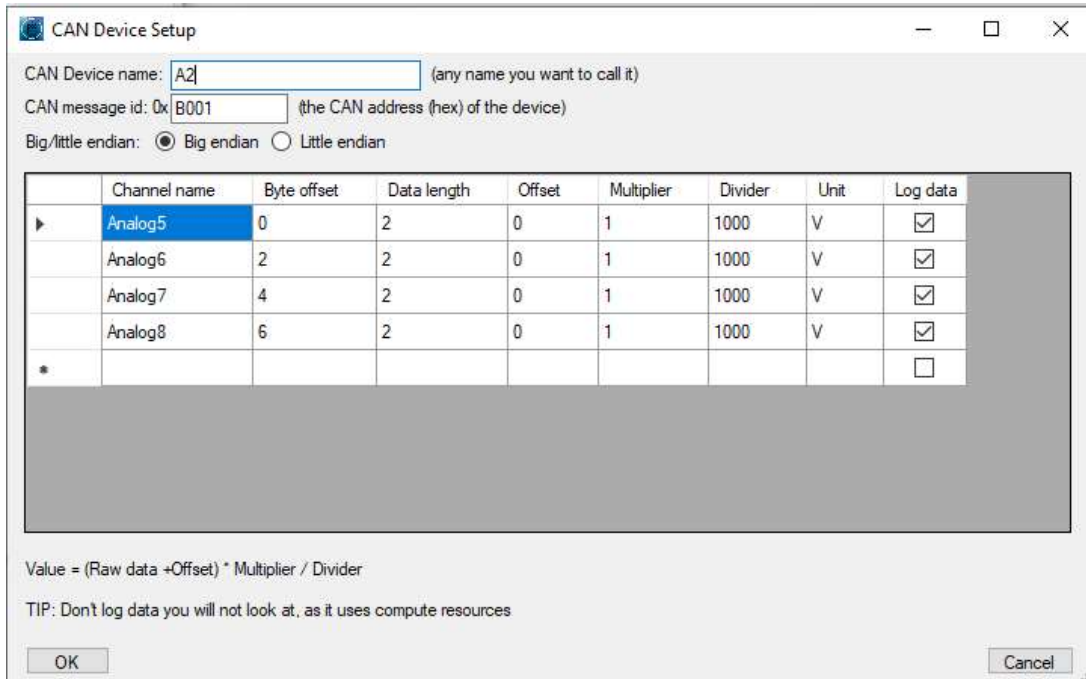 CAN Device Setup
CAN Device name: A2 (any name you want to call it)
CAN message id: 0x B001 (the CAN address (hex) of the device)
Big/little endian: Big endian Little endian
Channel name Byte offset Data length Offset Multiplier Divider Unit Log data
Analog5 0 2 0 1 1000 V
Analog6 2 2 0 1 1000 V
Analog7 4 2 0 1 1000 V
Analog8 6 2 0 1 1000 V
Value = (Raw data +Offset) * Multiplier / Divider
TIP: Don't log data you will not look at, as it uses compute resources
OK Cancel